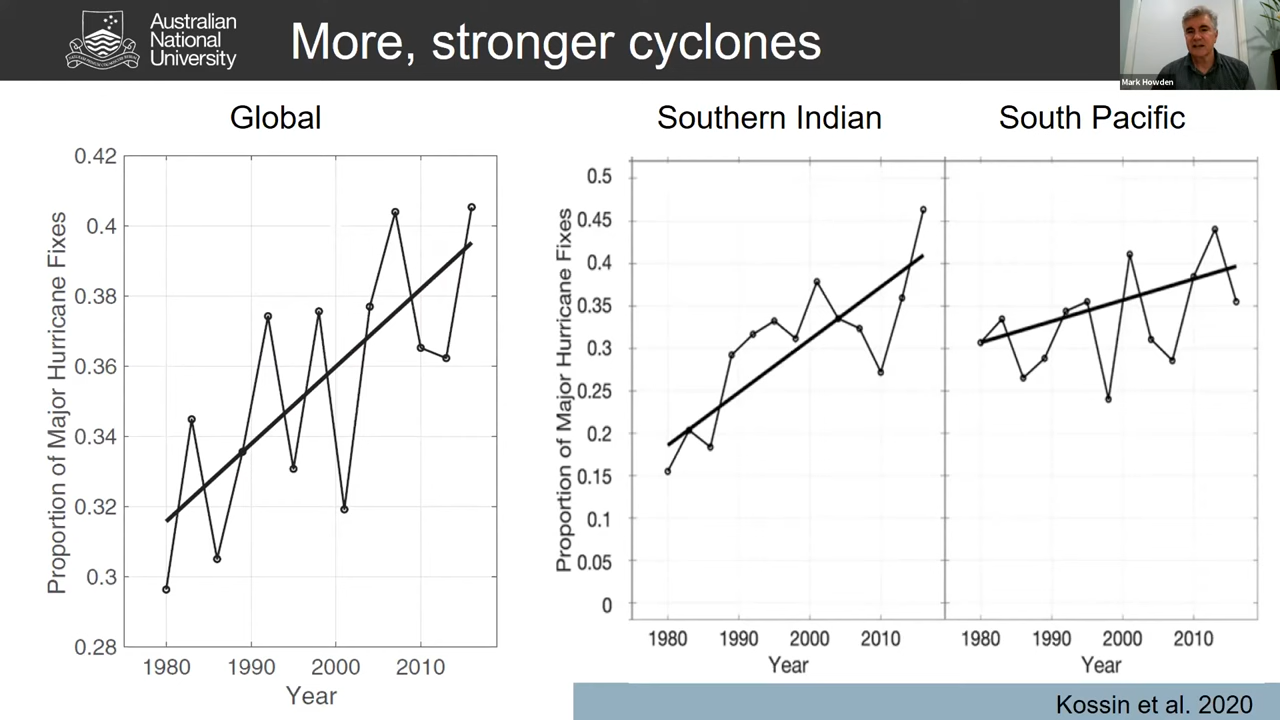 Australian
National
University
More, stronger cyclones
Mark Howden
Global
Southern Indian
South Pacific
Proportion of Major Hurricane Fixes
0.42
0.4
0.38
0.36
0.34
0.32
0.3
0.28
1980
1990
2000
2010
Year
Proportion of Major Hurricane Fixes
0.5
0.45
0.4
0.35
0.3
0.25
0.2
0.15
0.1
0.05
0
1980
1990
2000
2010
Year
1980
1990
2000
2010
Year
Kossin et al. 2020